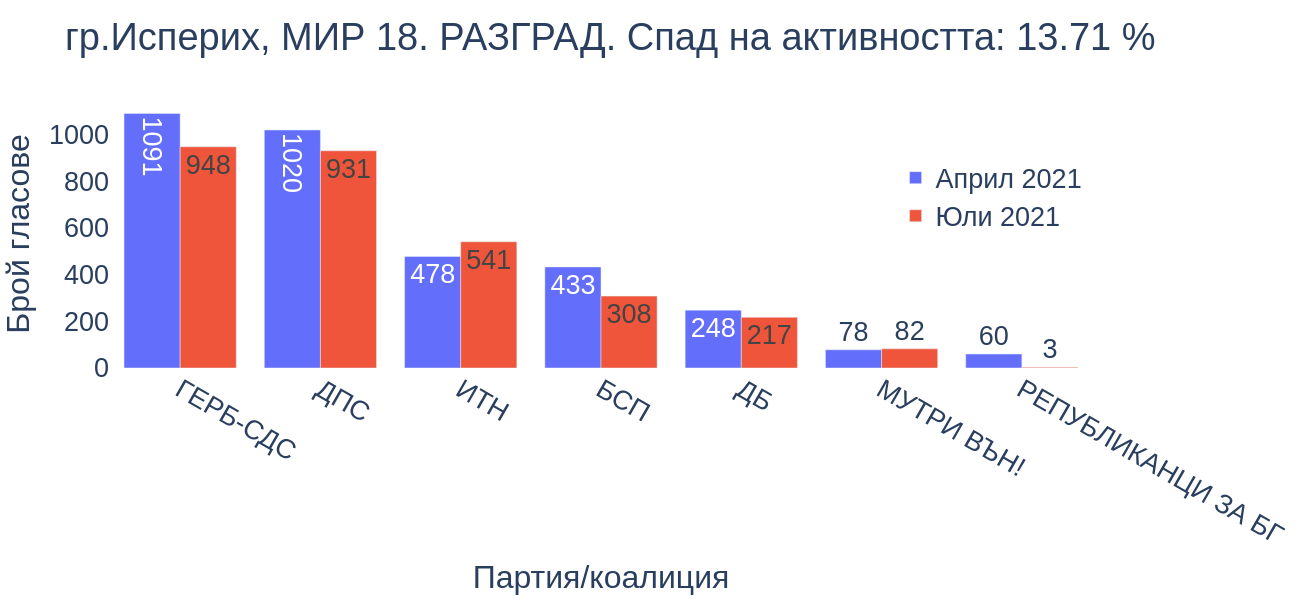 гр.Исперих, МИР 18. РАЗГРАД. Спад на активността: 13.71 %
Брой гласове
1000
800
600
400
200
0
1091
948
1020
931
478
541
433
308
248
217
78
82
60
3
Април 2021
Юли 2021
ГЕРБ-СДС
ДПС
ИТН
БСП
ДБ
МУТРИ ВЪН!
РЕПУБЛИКАНЦИ ЗА БГ
Партия/коалиция